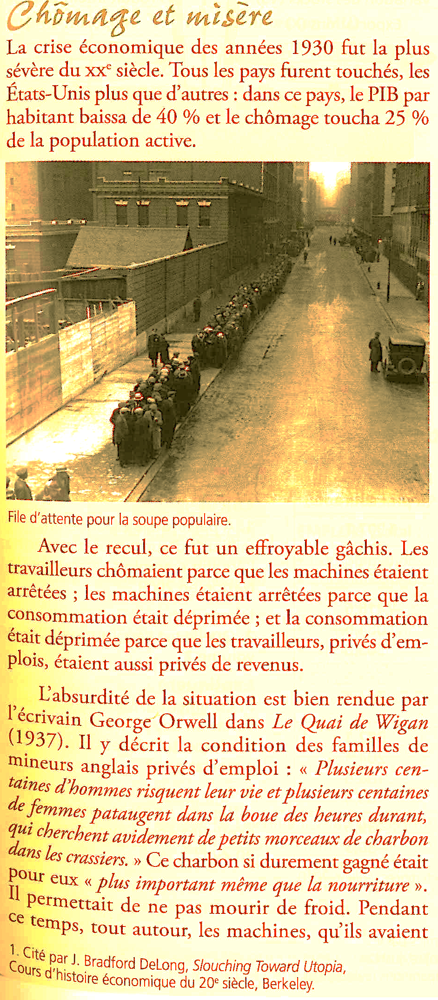 Chômage et misère
La crise économique des années 1930 fut la plus
sévère du XXe siècle. Tous les pays furent touchés, les
États-Unis plus que d'autres : dans ce pays, le PIB par
habitant baissa de 40 % et le chômage toucha 25 %
de la population active.
File d'attente pour la soupe populaire.
Avec le recul, ce fut un effroyable gâchis. Les
travailleurs chômaient parce que les machines étaient
arrêtées ; les machines étaient arrêtées parce que la
consommation était déprimée ; et la consommation
était déprimée parce que les travailleurs, privés d'em-
plois, étaient aussi privés de revenus.
L'absurdité de la situation est bien rendue par
l'écrivain George Orwell dans Le Quai de Wigan
(1937). Il y décrit la condition des familles de
mineurs anglais privés d'emploi : « Plusieurs cen-
taines d'hommes risquent leur vie et plusieurs centaines
de femmes pataugent dans la boue des heures durant,
qui cherchent avidement de petits morceaux de charbon
dans les crassiers. » Ce charbon si durement gagné était
pour eux « plus important même que la nourriture ».
Il permettait de ne pas mourir de froid. Pendant
ce temps, tout autour, les machines, qu'ils avaient
1. Cité par J. Bradford DeLong, Slouching Toward Utopia,
Cours d'histoire économique du 20e siècle, Berkeley.